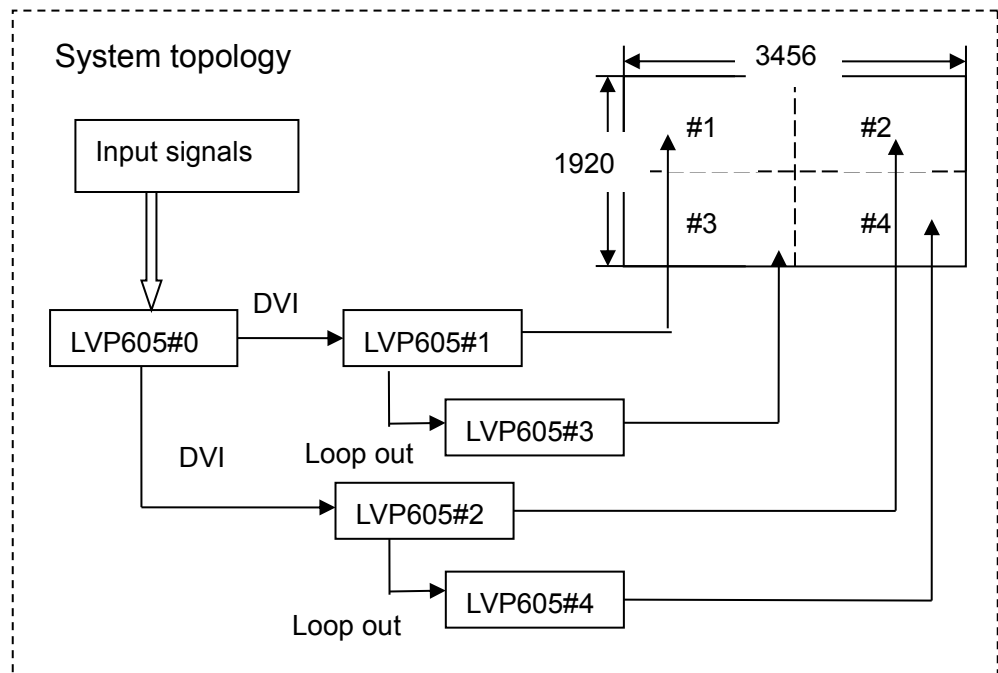 System topology
3456
Input signals
#1
#2
1920
#3
#4
DVI
LVP605#0
LVP605#1
LVP605#3
Loop out
DVI
LVP605#2
LVP605#4
Loop out